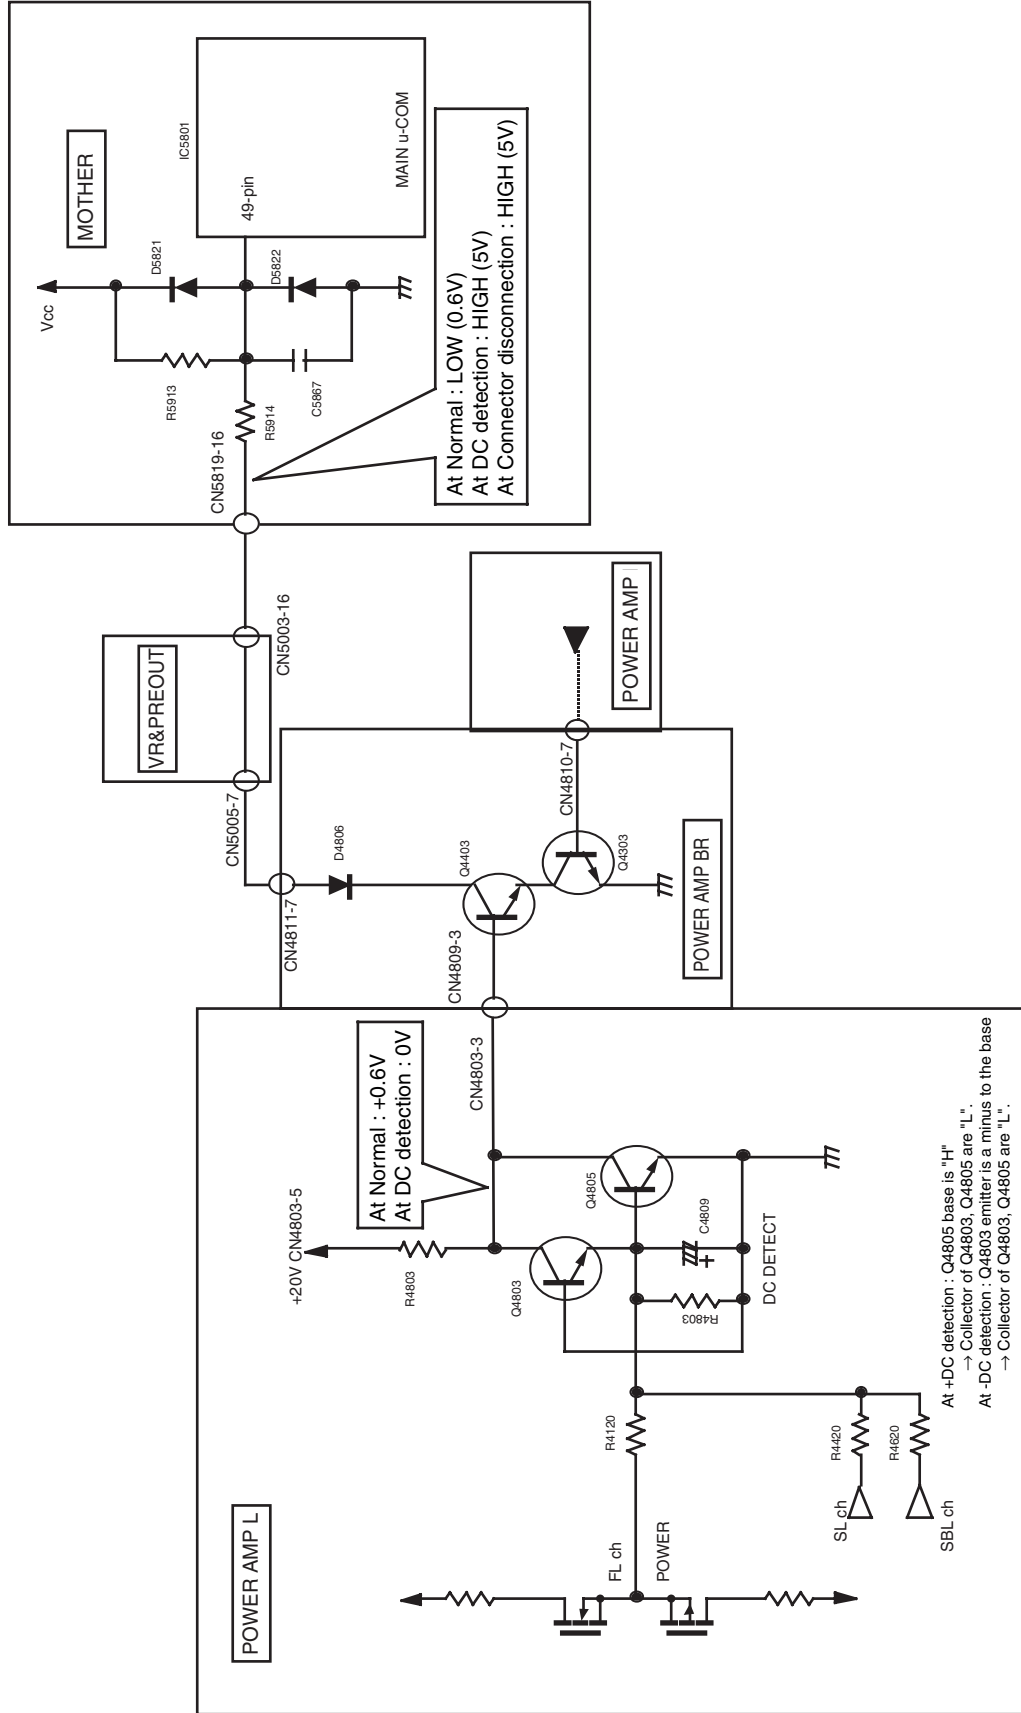 POWER AMP L
FL ch
POWER
SL ch
SBL ch
R4120
R4420
R4620
+20V CN4803-5
R4803
Q4803
R4803
C4809
Q4805
DC DETECT
At Normal : +0.6V
At DC detection : 0V
CN4803-3
At +DC detection : Q4805 base is "H"
→ Collector of Q4803, Q4805 are "L".
At -DC detection : Q4803 emitter is a minus to the base
→ Collector of Q4803, Q4805 are "L".
CN4809-3
CN4811-7
D4806
Q4403
Q4303
CN4810-7
POWER AMP BR
POWER AMP
CN5005-7
VR&PREOUT
CN5003-16
CN5819-16
MOTHER
Vcc
R5913
R5914
C5867
D5821
D5822
49-pin
IC5801
MAIN u-COM
At Normal : LOW (0.6V)
At DC detection : HIGH (5V)
At Connector disconnection : HIGH (5V)